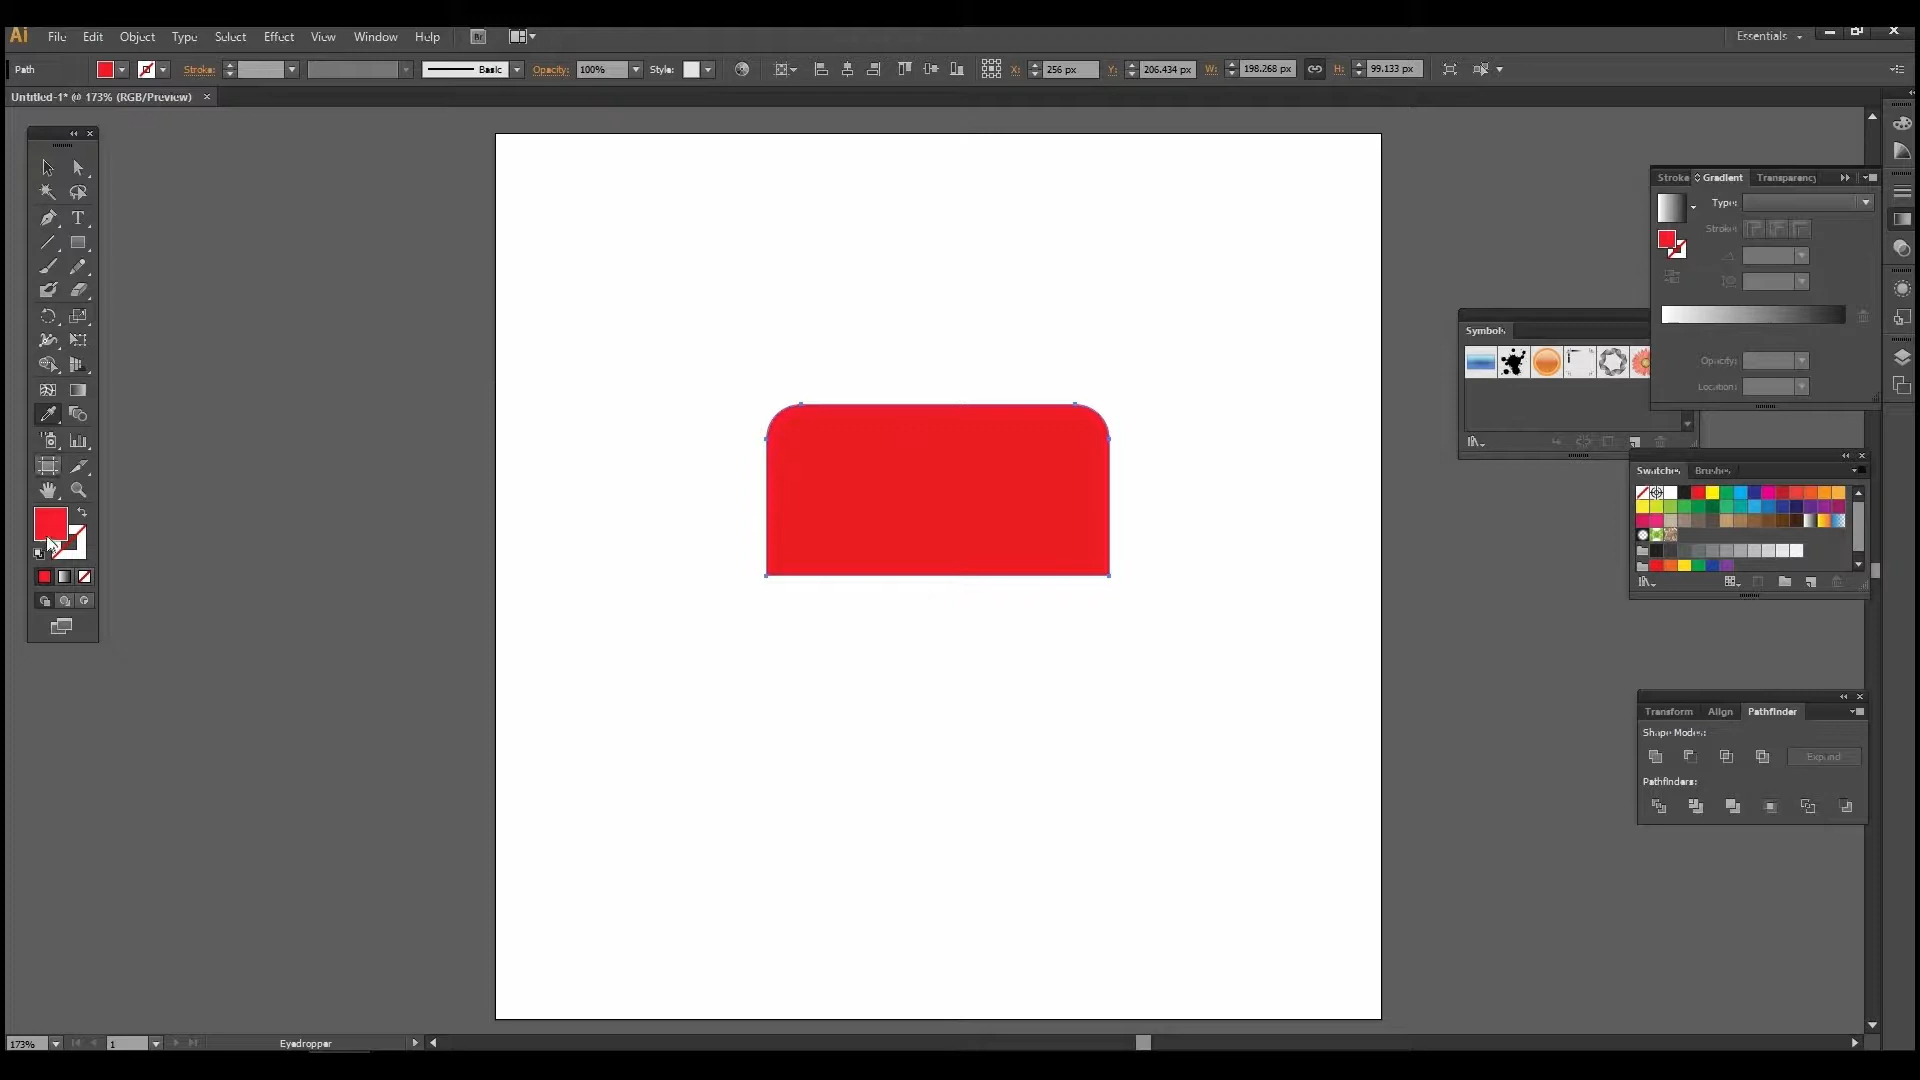 Ai File Edit Object Type Select Effect View Window Help Br Essentials
Path Stroke: Basic Opacity: 100% Style: X: 256 px Y: 206.434 px W: 198.268 px H: 99.133 px
Untitled-1* @ 173% (RGB/Preview)
Stroke Gradient Transparency
Type:
Stroke:
Opacity:
Location:
Symbols
Swatches Brushes
Transform Align Pathfinder
Shape Modes:
Expand
Pathfinders:
173% 1 Eyedropper